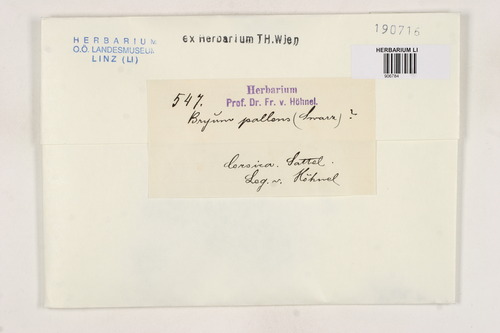 HERBARIUM
O.Ö. LANDESMUSEUM
LINZ (LI)
ex Herbarium TH.Wien
190716
HERBARIUM LI
906784
Herbarium
Prof. Dr. Fr. v. Höhnel.
547.
Bryum pallens (Swarz) ?
Corsica. Sattel.
Leg. v. Höhnel